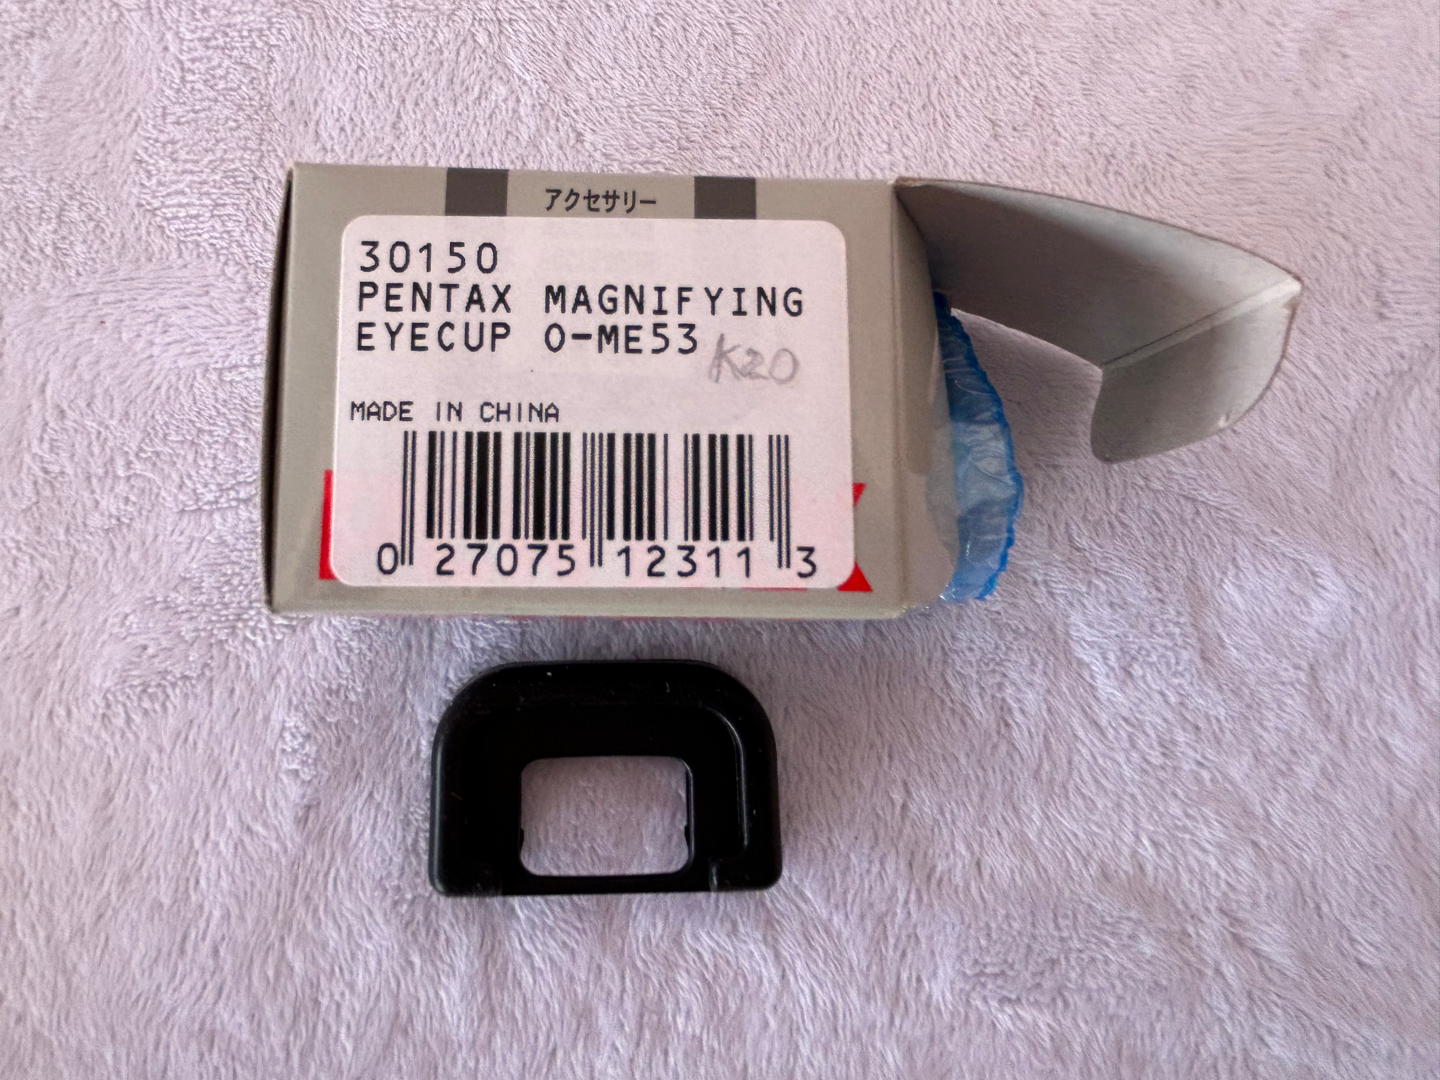 アクセサリー
30150
PENTAX MAGNIFYING
EYECUP O-ME53
K20
MADE IN CHINA
0 27075 12311 3